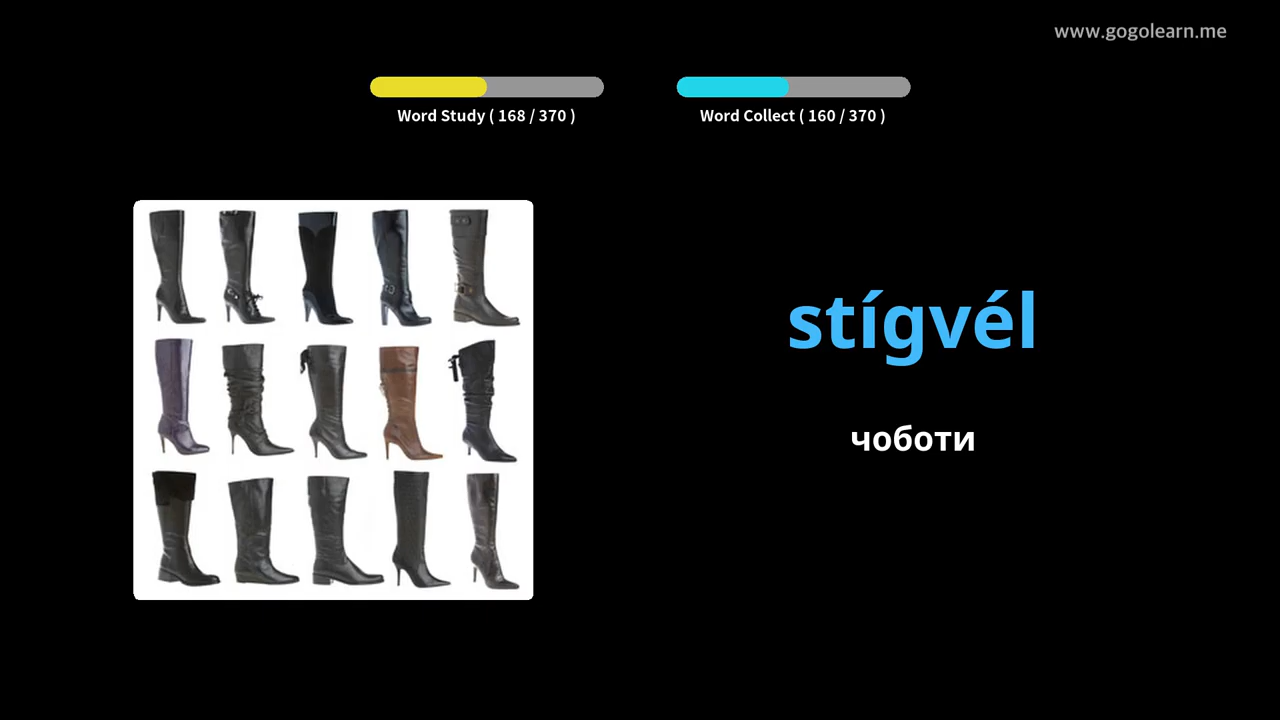 www.gogolearn.me
Word Study ( 168 / 370 )
Word Collect ( 160 / 370 )
stígvél
чоботи